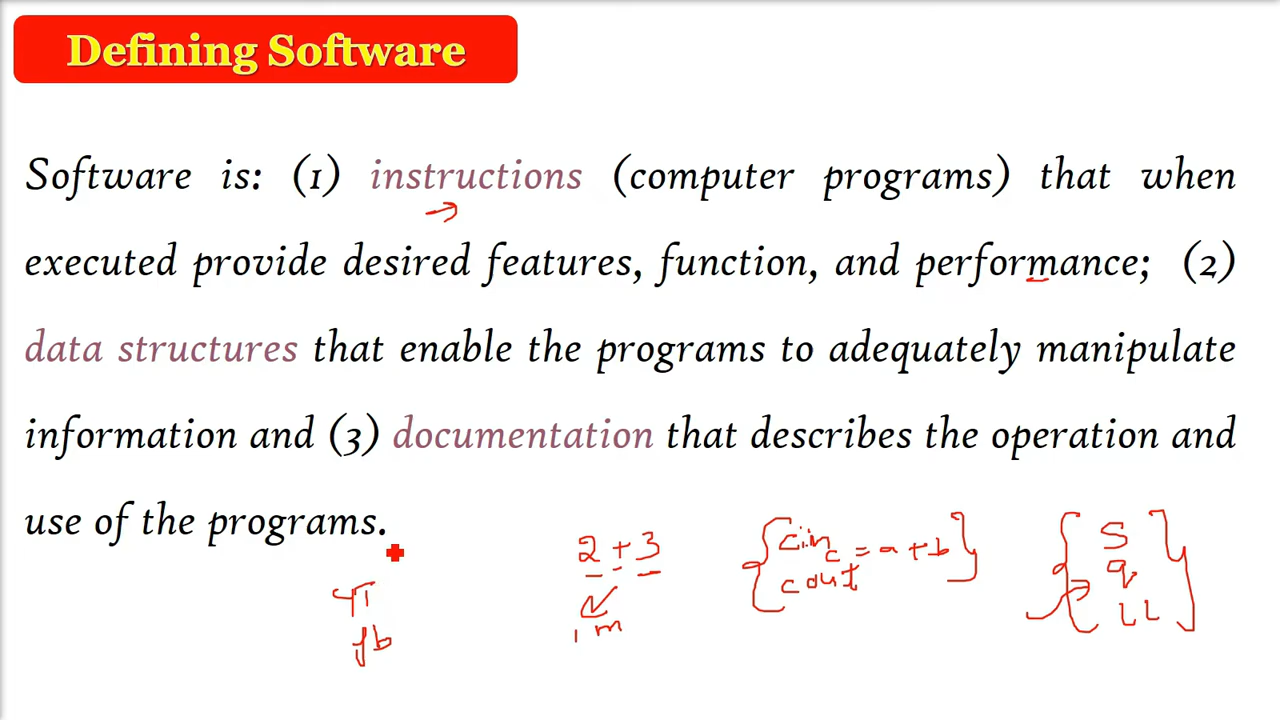 Defining Software
Software is: (1) instructions (computer programs) that when
executed provide desired features, function, and performance; (2)
data structures that enable the programs to adequately manipulate
information and (3) documentation that describes the operation and
use of the programs.
2 + 3
1 m
cin
c = a + b
cout
S
q
LL
fb